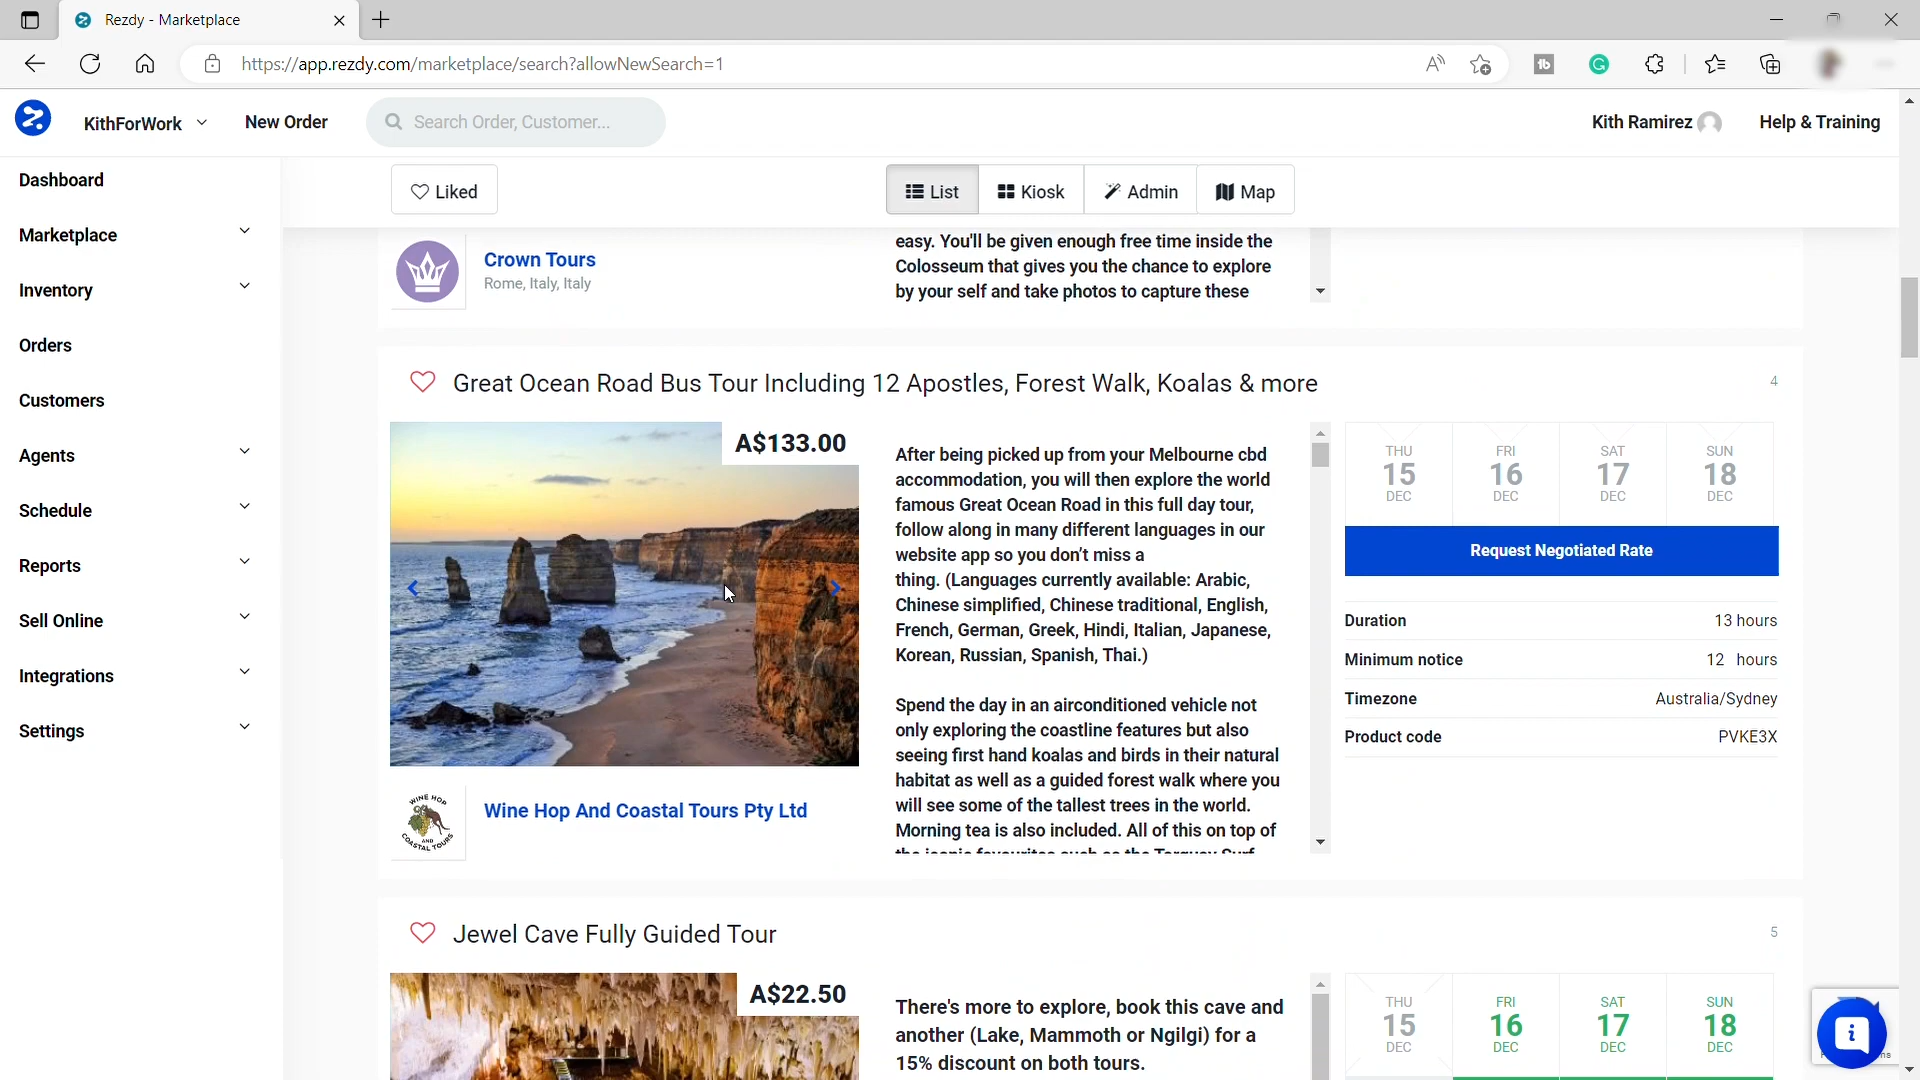 Rezdy - Marketplace
https://app.rezdy.com/marketplace/search?allowNewSearch=1
KithForWork
New Order
Search Order, Customer...
Kith Ramirez
Help & Training
Dashboard
Marketplace
Inventory
Orders
Customers
Agents
Schedule
Reports
Sell Online
Integrations
Settings
Liked
List
Kiosk
Admin
Map
Crown Tours
Rome, Italy, Italy
easy. You'll be given enough free time inside the
Colosseum that gives you the chance to explore
by your self and take photos to capture these
Great Ocean Road Bus Tour Including 12 Apostles, Forest Walk, Koalas & more
4
A$133.00
WINE HOP
AND
COASTAL TOURS
Wine Hop And Coastal Tours Pty Ltd
After being picked up from your Melbourne cbd
accommodation, you will then explore the world
famous Great Ocean Road in this full day tour,
follow along in many different languages in our
website app so you don't miss a
thing. (Languages currently available: Arabic,
Chinese simplified, Chinese traditional, English,
French, German, Greek, Hindi, Italian, Japanese,
Korean, Russian, Spanish, Thai.)
Spend the day in an airconditioned vehicle not
only exploring the coastline features but also
seeing first hand koalas and birds in their natural
habitat as well as a guided forest walk where you
will see some of the tallest trees in the world.
Morning tea is also included. All of this on top of
the iconic favourites such as the Torquay Surf
THU
15
DEC
FRI
16
DEC
SAT
17
DEC
SUN
18
DEC
Request Negotiated Rate
Duration 13 hours
Minimum notice 12 hours
Timezone Australia/Sydney
Product code PVKE3X
Jewel Cave Fully Guided Tour
5
A$22.50
There's more to explore, book this cave and
another (Lake, Mammoth or Ngilgi) for a
15% discount on both tours.
THU
15
DEC
FRI
16
DEC
SAT
17
DEC
SUN
18
DEC